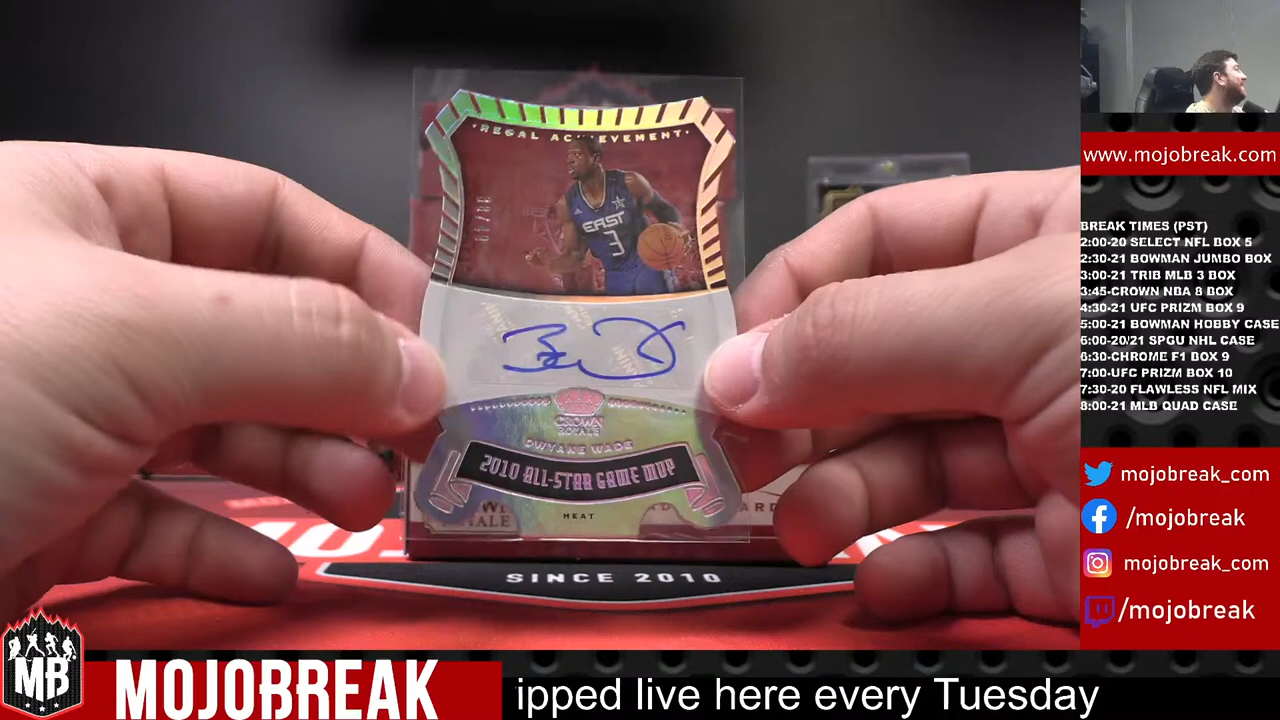 REGAL ACHIEVEMENT
EAST
3
CROWN
ROYALE
DWYANE WADE
2010 ALL-STAR GAME MVP
HEAT
SINCE 2010
www.mojobreak.com
BREAK TIMES (PST)
2:00-20 SELECT NFL BOX 5
2:30-21 BOWMAN JUMBO BOX
3:00-21 TRIB MLB 3 BOX
3:45-CROWN NBA 8 BOX
4:30-21 UFC PRIZM BOX 9
5:00-21 BOWMAN HOBBY CASE
6:00-20/21 SPGU NHL CASE
6:30-CHROME F1 BOX 9
7:00-UFC PRIZM BOX 10
7:30-20 FLAWLESS NFL MIX
8:00-21 MLB QUAD CASE
mojobreak_com
/mojobreak
mojobreak_com
/mojobreak
MB
MOJOBREAK
ipped live here every Tuesday